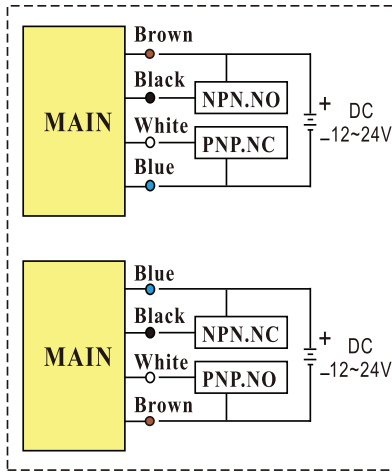 Brown
Black
NPN.NO
MAIN
White
PNP.NC
Blue
+ DC
–12~24V
Blue
Black
NPN.NC
MAIN
White
PNP.NO
Brown
+ DC
–12~24V